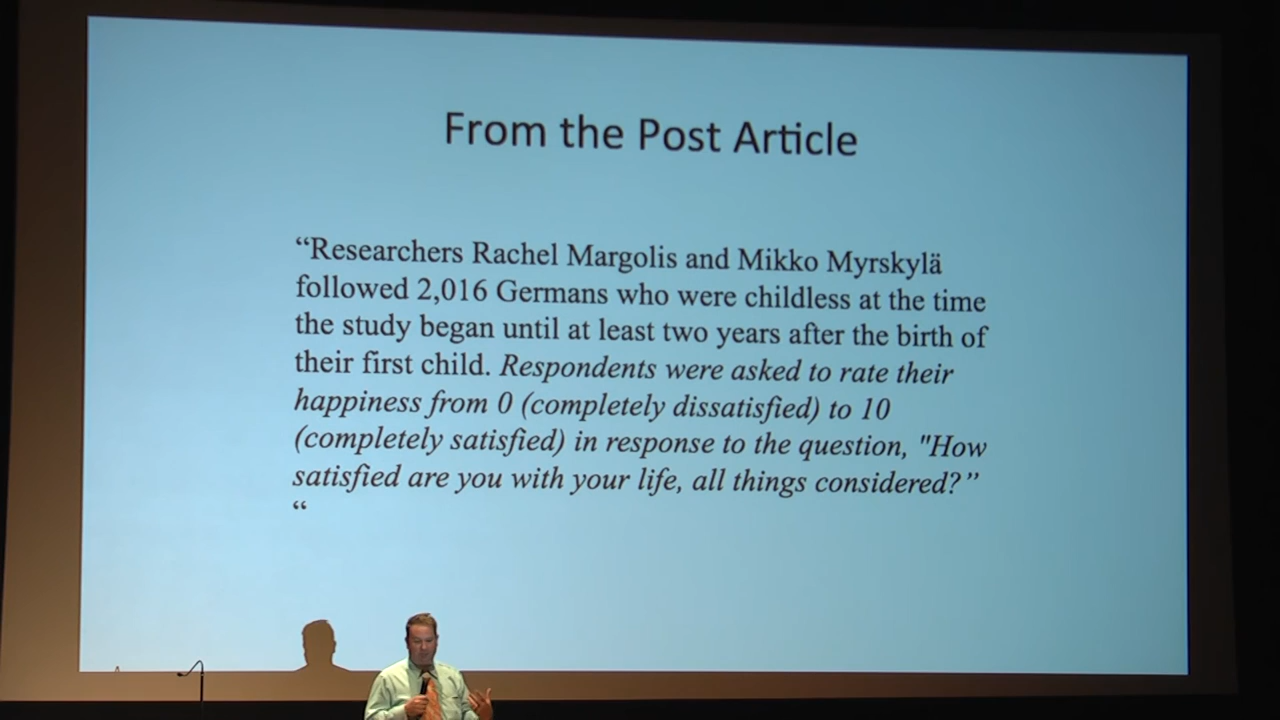 From the Post Article
“Researchers Rachel Margolis and Mikko Myrskylä
followed 2,016 Germans who were childless at the time
the study began until at least two years after the birth of
their first child. Respondents were asked to rate their
happiness from 0 (completely dissatisfied) to 10
(completely satisfied) in response to the question, "How
satisfied are you with your life, all things considered?”
“